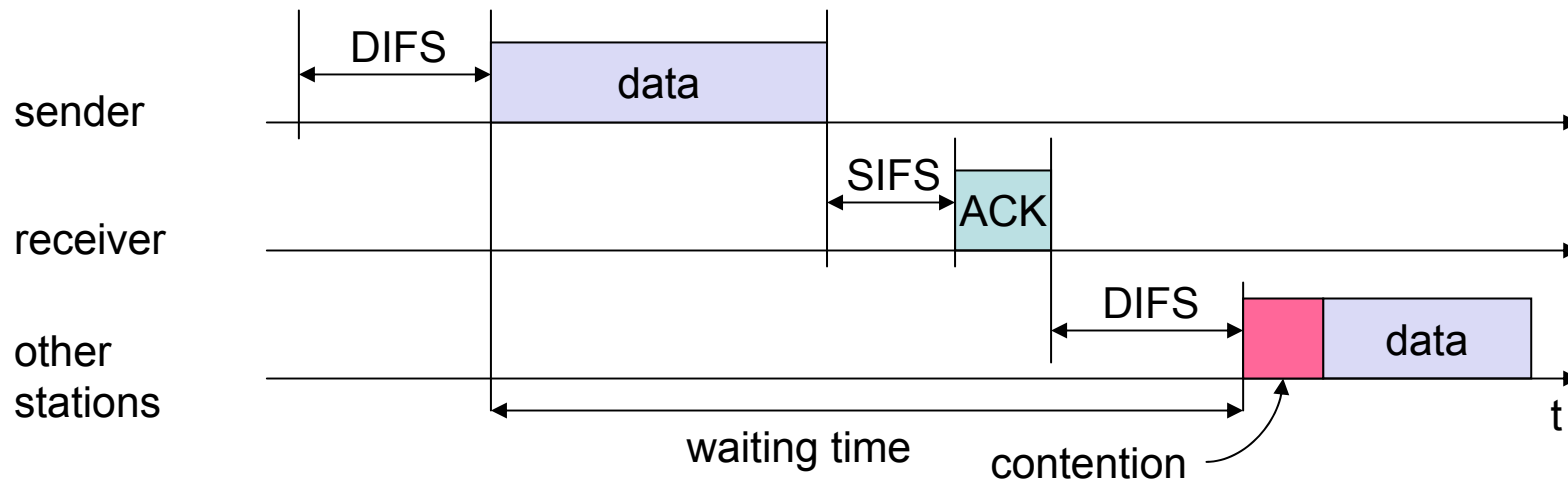 DIFS
data
sender
SIFS
ACK
receiver
DIFS
data
other
stations
t
waiting time
contention